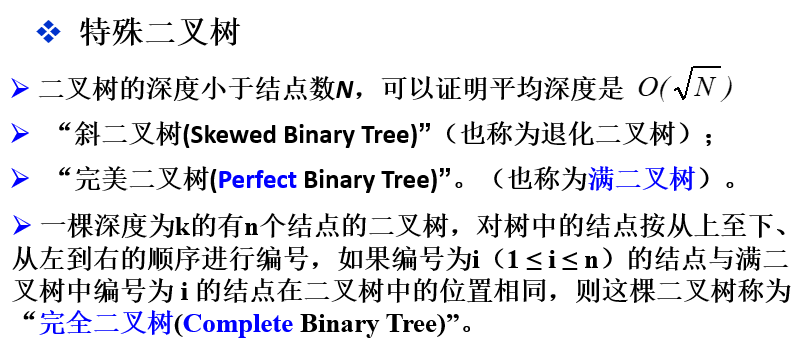 ❖ 特殊二叉树
➢ 二叉树的深度小于结点数N，可以证明平均深度是 O(√N)
➢ “斜二叉树(Skewed Binary Tree)”（也称为退化二叉树）；
➢ “完美二叉树(Perfect Binary Tree)”。（也称为满二叉树）。
➢ 一棵深度为k的有n个结点的二叉树，对树中的结点按从上至下、
从左到右的顺序进行编号，如果编号为i（1 ≤ i ≤ n）的结点与满二
叉树中编号为 i 的结点在二叉树中的位置相同，则这棵二叉树称为
“完全二叉树(Complete Binary Tree)”。